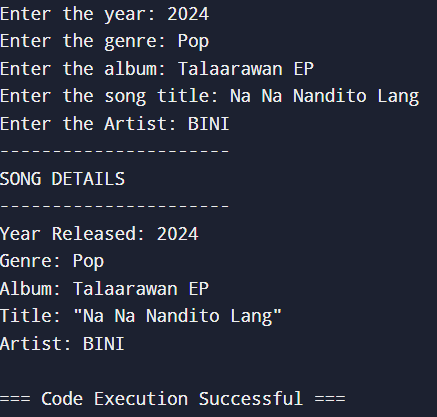 Enter the year: 2024
Enter the genre: Pop
Enter the album: Talaarawan EP
Enter the song title: Na Na Nandito Lang
Enter the Artist: BINI
----------------------
SONG DETAILS
----------------------
Year Released: 2024
Genre: Pop
Album: Talaarawan EP
Title: "Na Na Nandito Lang"
Artist: BINI
=== Code Execution Successful ===